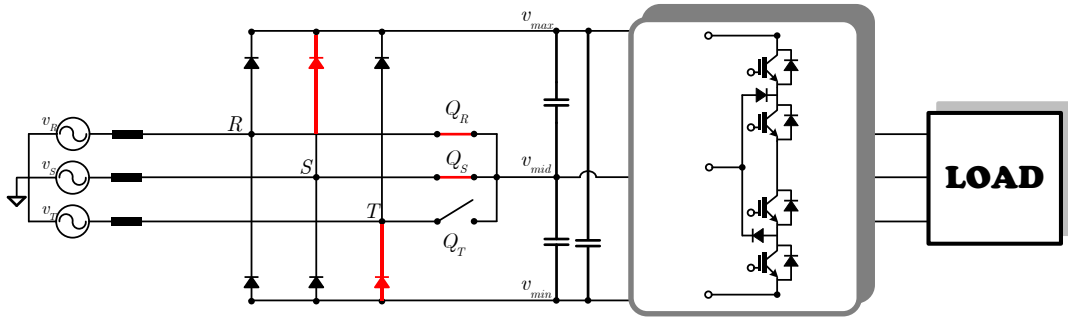 v_max
v_R
R
Q_R
v_S
S
Q_S
v_mid
v_T
T
Q_T
LOAD
v_min